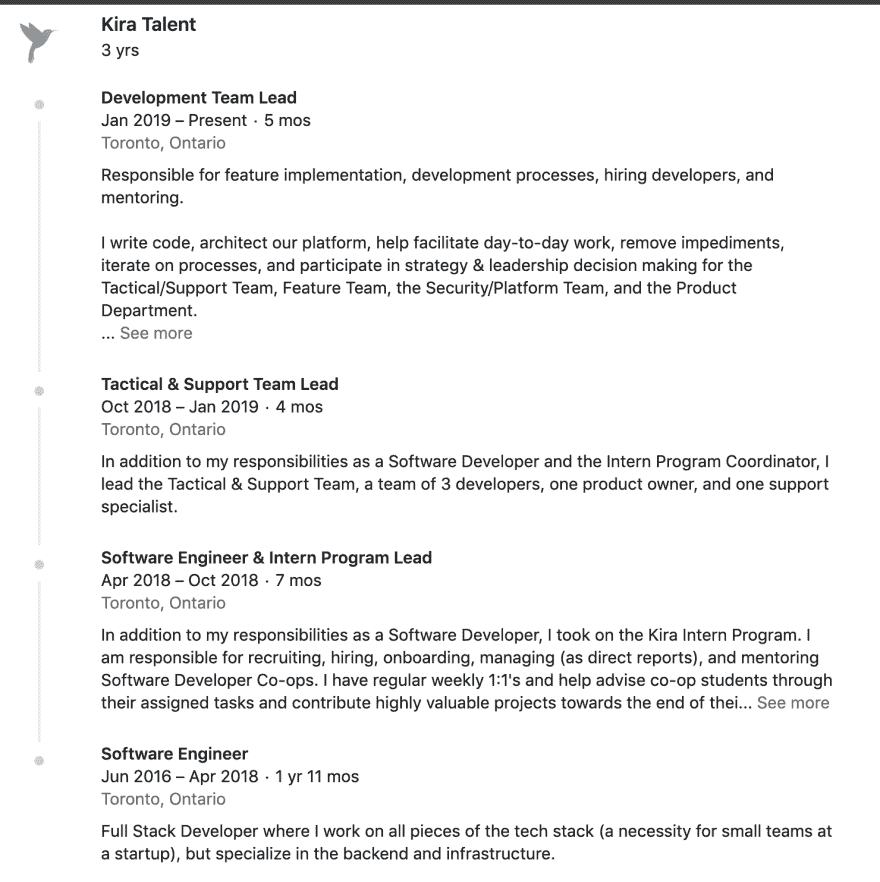 Kira Talent
3 yrs
Development Team Lead
Jan 2019 – Present · 5 mos
Toronto, Ontario
Responsible for feature implementation, development processes, hiring developers, and
mentoring.
I write code, architect our platform, help facilitate day-to-day work, remove impediments,
iterate on processes, and participate in strategy & leadership decision making for the
Tactical/Support Team, Feature Team, the Security/Platform Team, and the Product
Department.
... See more
Tactical & Support Team Lead
Oct 2018 – Jan 2019 · 4 mos
Toronto, Ontario
In addition to my responsibilities as a Software Developer and the Intern Program Coordinator, I
lead the Tactical & Support Team, a team of 3 developers, one product owner, and one support
specialist.
Software Engineer & Intern Program Lead
Apr 2018 – Oct 2018 · 7 mos
Toronto, Ontario
In addition to my responsibilities as a Software Developer, I took on the Kira Intern Program. I
am responsible for recruiting, hiring, onboarding, managing (as direct reports), and mentoring
Software Developer Co-ops. I have regular weekly 1:1's and help advise co-op students through
their assigned tasks and contribute highly valuable projects towards the end of thei... See more
Software Engineer
Jun 2016 – Apr 2018 · 1 yr 11 mos
Toronto, Ontario
Full Stack Developer where I work on all pieces of the tech stack (a necessity for small teams at
a startup), but specialize in the backend and infrastructure.